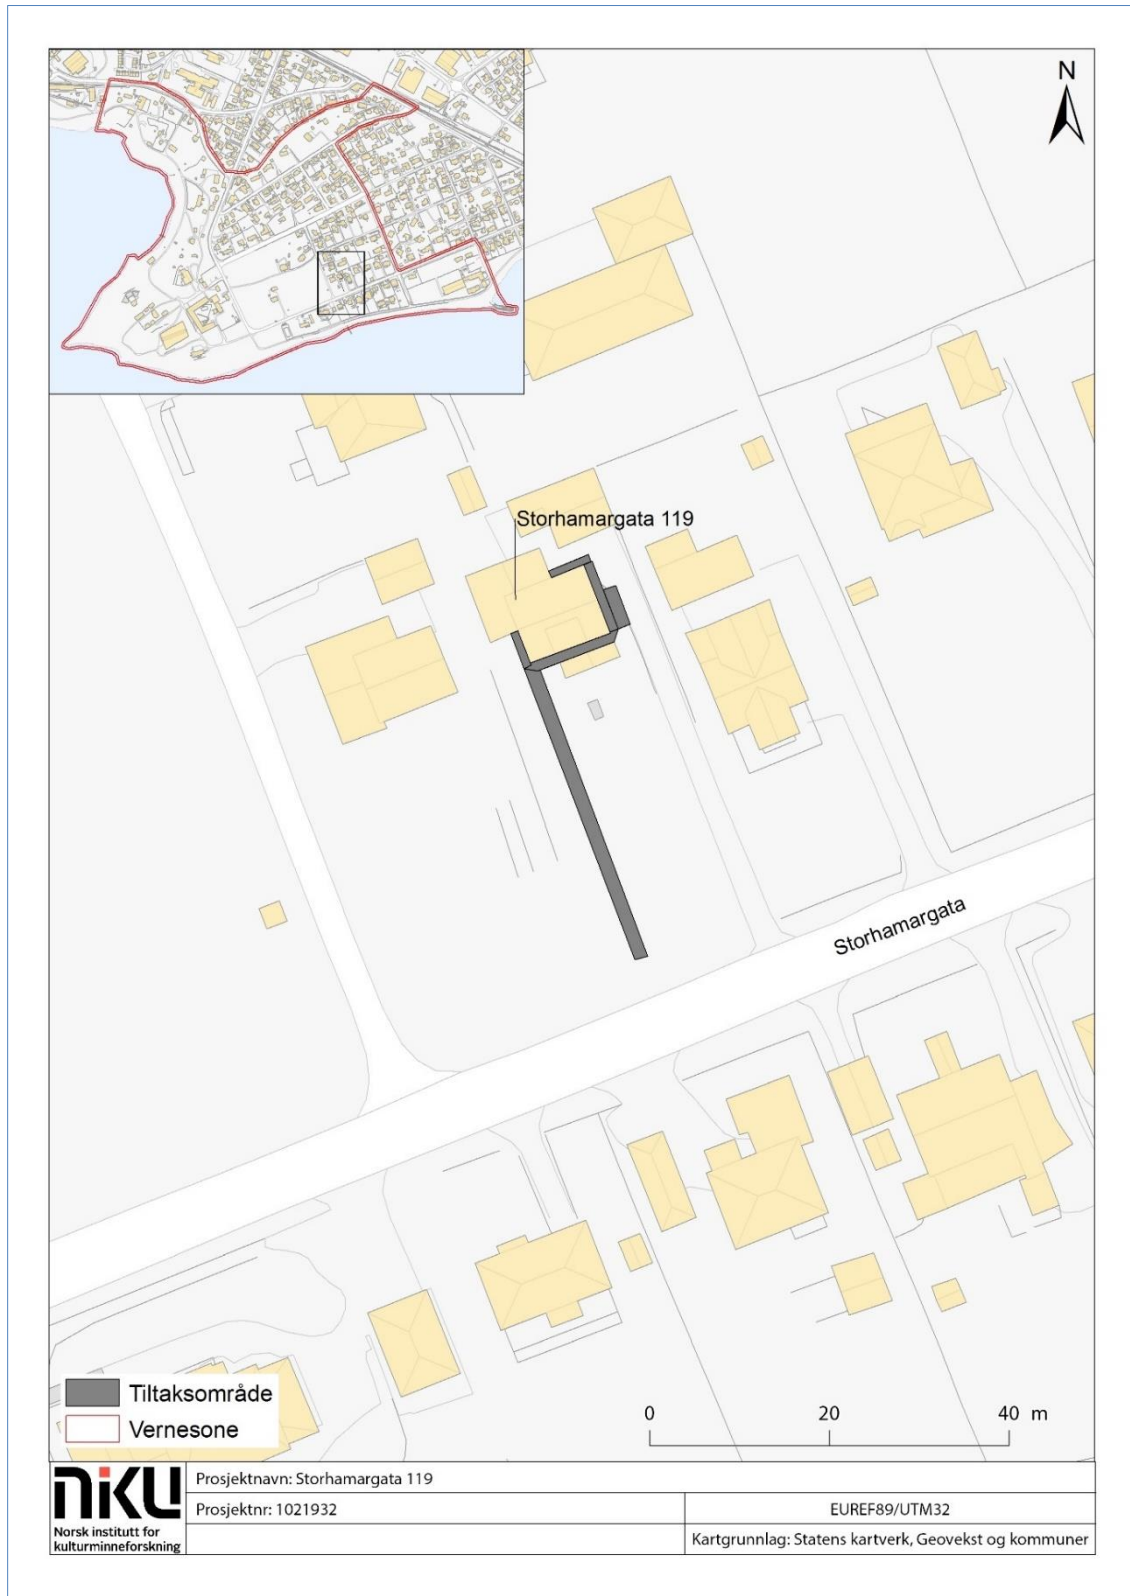 N
Storhamargata 119
Storhamargata
Tiltaksområde
Vernesone
0 20 40 m
NIKU
Norsk institutt for
kulturminneforskning
Prosjektnavn: Storhamargata 119
Prosjektnr: 1021932
EUREF89/UTM32
Kartgrunnlag: Statens kartverk, Geovekst og kommuner